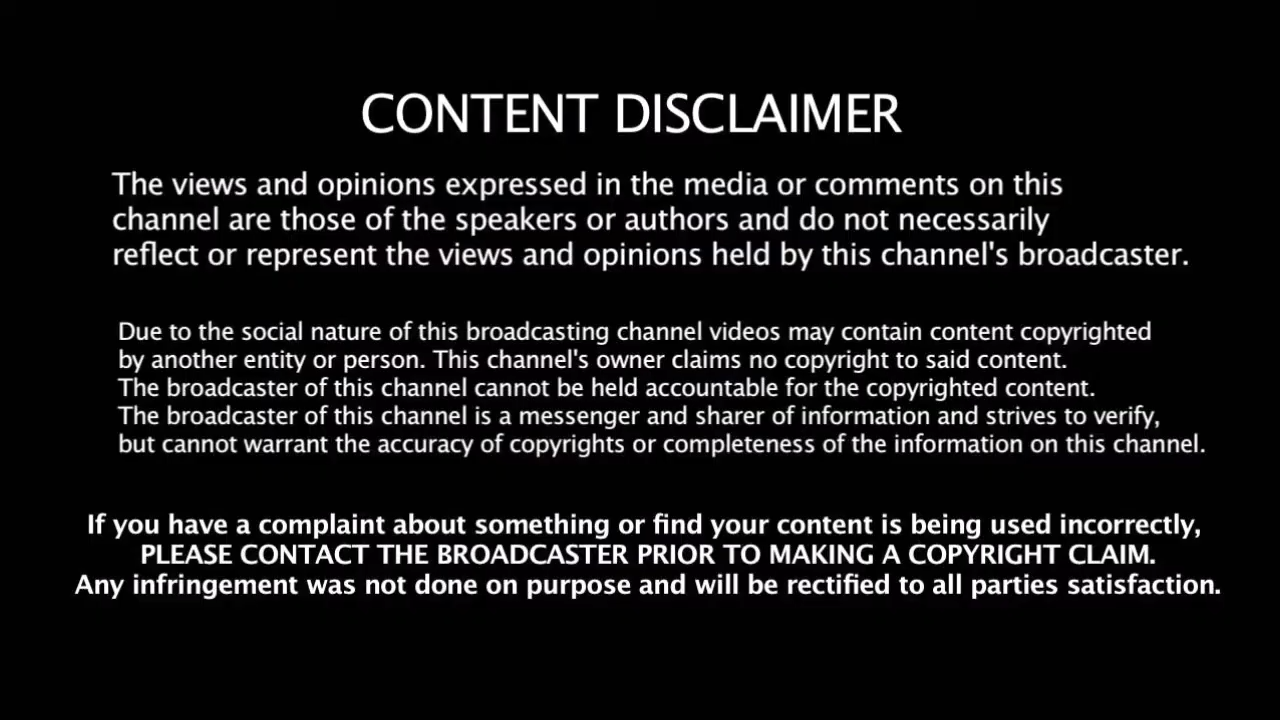 CONTENT DISCLAIMER
The views and opinions expressed in the media or comments on this
channel are those of the speakers or authors and do not necessarily
reflect or represent the views and opinions held by this channel's broadcaster.
Due to the social nature of this broadcasting channel videos may contain content copyrighted
by another entity or person. This channel's owner claims no copyright to said content.
The broadcaster of this channel cannot be held accountable for the copyrighted content.
The broadcaster of this channel is a messenger and sharer of information and strives to verify,
but cannot warrant the accuracy of copyrights or completeness of the information on this channel.
If you have a complaint about something or find your content is being used incorrectly,
PLEASE CONTACT THE BROADCASTER PRIOR TO MAKING A COPYRIGHT CLAIM.
Any infringement was not done on purpose and will be rectified to all parties satisfaction.